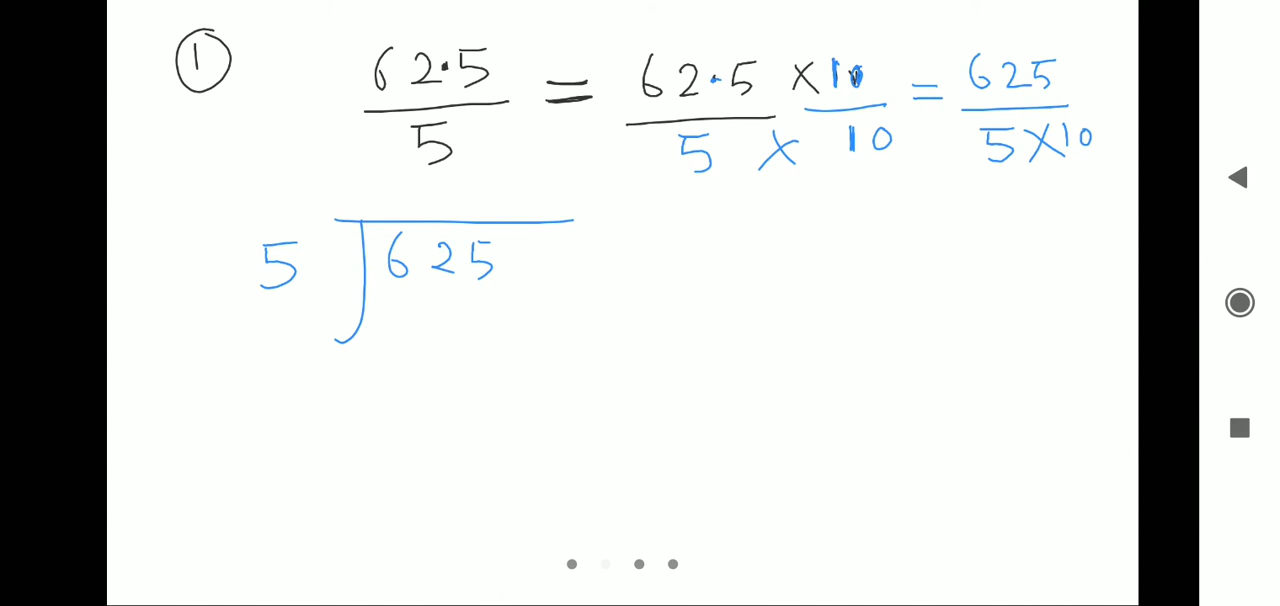 ① 62.5/5 = 62.5 × 10/5 × 10 = 625/5×10
5 ⟌ 625